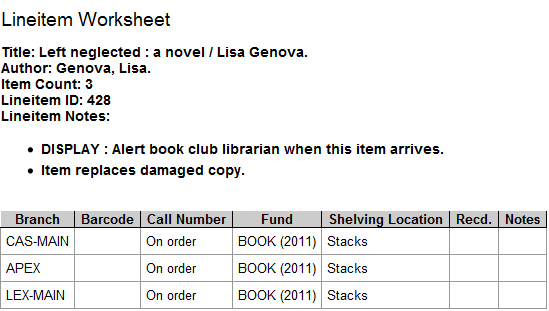 Lineitem Worksheet
Title: Left neglected : a novel / Lisa Genova.
Author: Genova, Lisa.
Item Count: 3
Lineitem ID: 428
Lineitem Notes:
• DISPLAY : Alert book club librarian when this item arrives.
• Item replaces damaged copy.
Branch Barcode Call Number Fund Shelving Location Recd. Notes
CAS-MAIN On order BOOK (2011) Stacks
APEX On order BOOK (2011) Stacks
LEX-MAIN On order BOOK (2011) Stacks